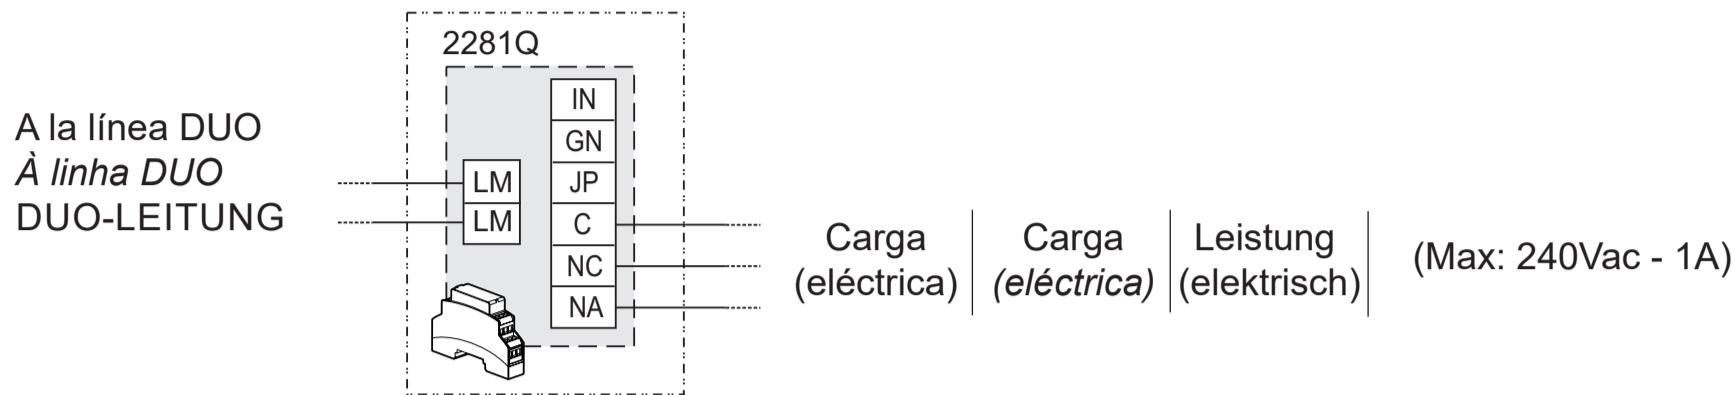 2281Q
A la línea DUO
À linha DUO
DUO-LEITUNG
LM
LM
IN
GN
JP
C
NC
NA
Carga
(eléctrica)
Carga
(eléctrica)
Leistung
(elektrisch)
(Max: 240Vac - 1A)